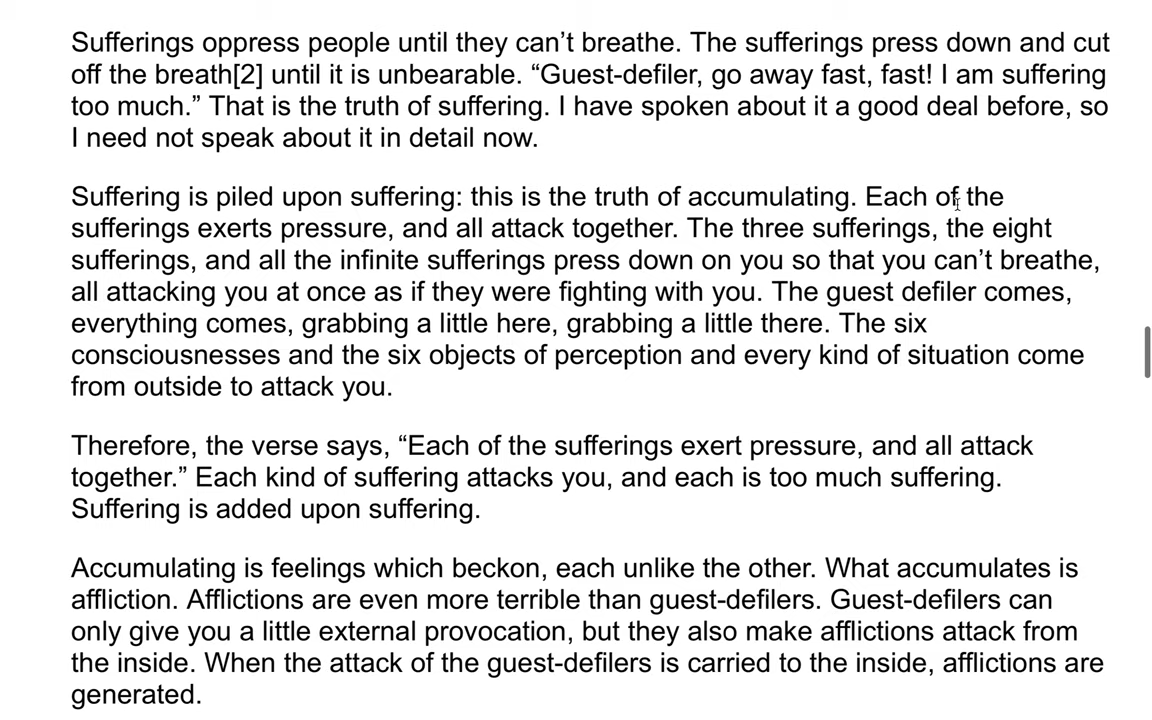 Sufferings oppress people until they can’t breathe. The sufferings press down and cut
off the breath[2] until it is unbearable. “Guest-defiler, go away fast, fast! I am suffering
too much.” That is the truth of suffering. I have spoken about it a good deal before, so
I need not speak about it in detail now.
Suffering is piled upon suffering: this is the truth of accumulating. Each of the
sufferings exerts pressure, and all attack together. The three sufferings, the eight
sufferings, and all the infinite sufferings press down on you so that you can’t breathe,
all attacking you at once as if they were fighting with you. The guest defiler comes,
everything comes, grabbing a little here, grabbing a little there. The six
consciousnesses and the six objects of perception and every kind of situation come
from outside to attack you.
Therefore, the verse says, “Each of the sufferings exert pressure, and all attack
together.” Each kind of suffering attacks you, and each is too much suffering.
Suffering is added upon suffering.
Accumulating is feelings which beckon, each unlike the other. What accumulates is
affliction. Afflictions are even more terrible than guest-defilers. Guest-defilers can
only give you a little external provocation, but they also make afflictions attack from
the inside. When the attack of the guest-defilers is carried to the inside, afflictions are
generated.